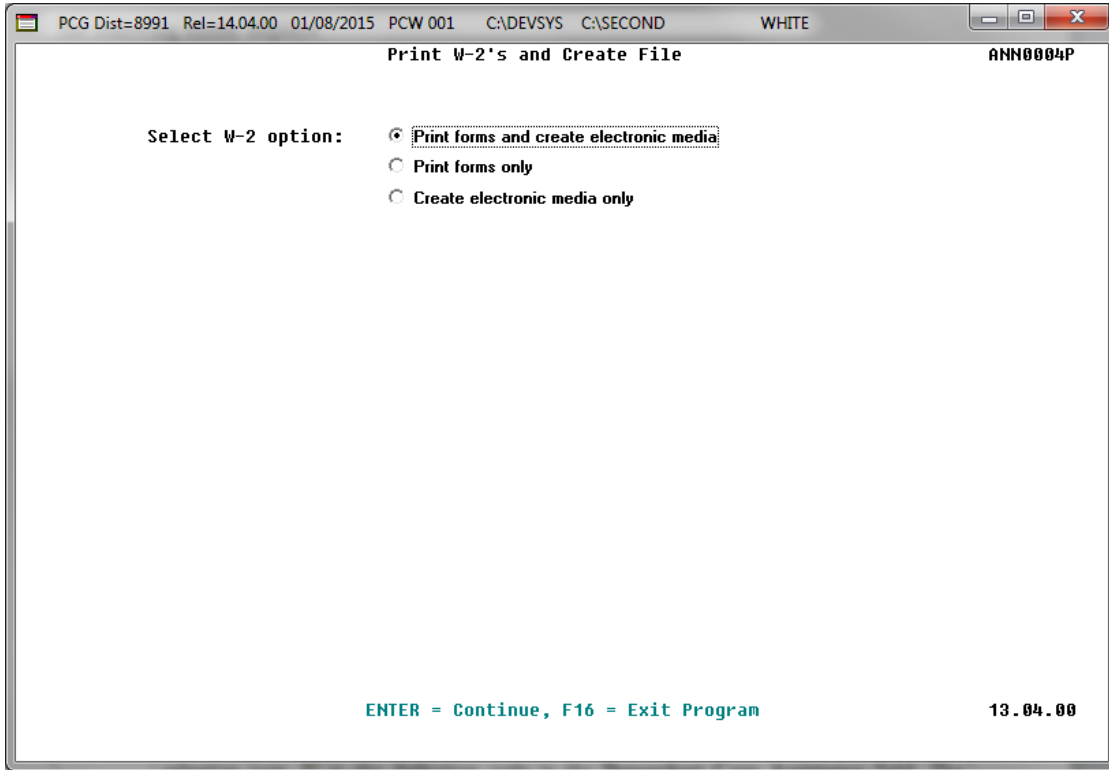 PCG Dist=8991 Rel=14.04.00 01/08/2015 PCW 001 C:\DEVSYS C:\SECOND WHITE
Print W-2's and Create File ANN0004P
Select W-2 option: Print forms and create electronic media
Print forms only
Create electronic media only
ENTER = Continue, F16 = Exit Program 13.04.00